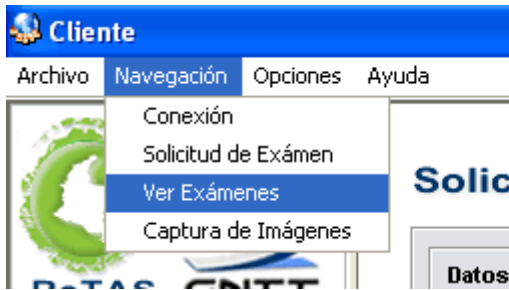 Cliente
Archivo Navegación Opciones Ayuda
Conexión
Solicitud de Exámen
Ver Exámenes
Captura de Imágenes
Solic
Datos